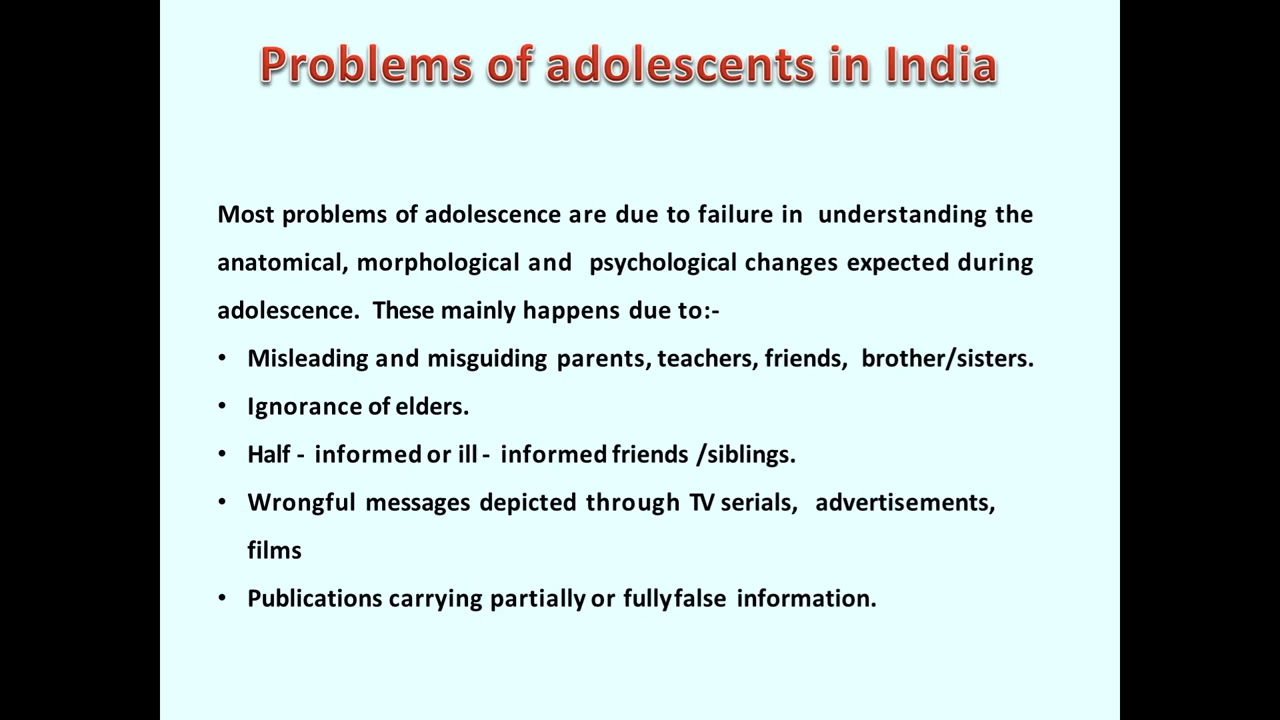 Problems of adolescents in India
Most problems of adolescence are due to failure in understanding the
anatomical, morphological and psychological changes expected during
adolescence. These mainly happens due to:-
• Misleading and misguiding parents, teachers, friends, brother/sisters.
• Ignorance of elders.
• Half - informed or ill - informed friends /siblings.
• Wrongful messages depicted through TV serials, advertisements,
films
• Publications carrying partially or fullyfalse information.